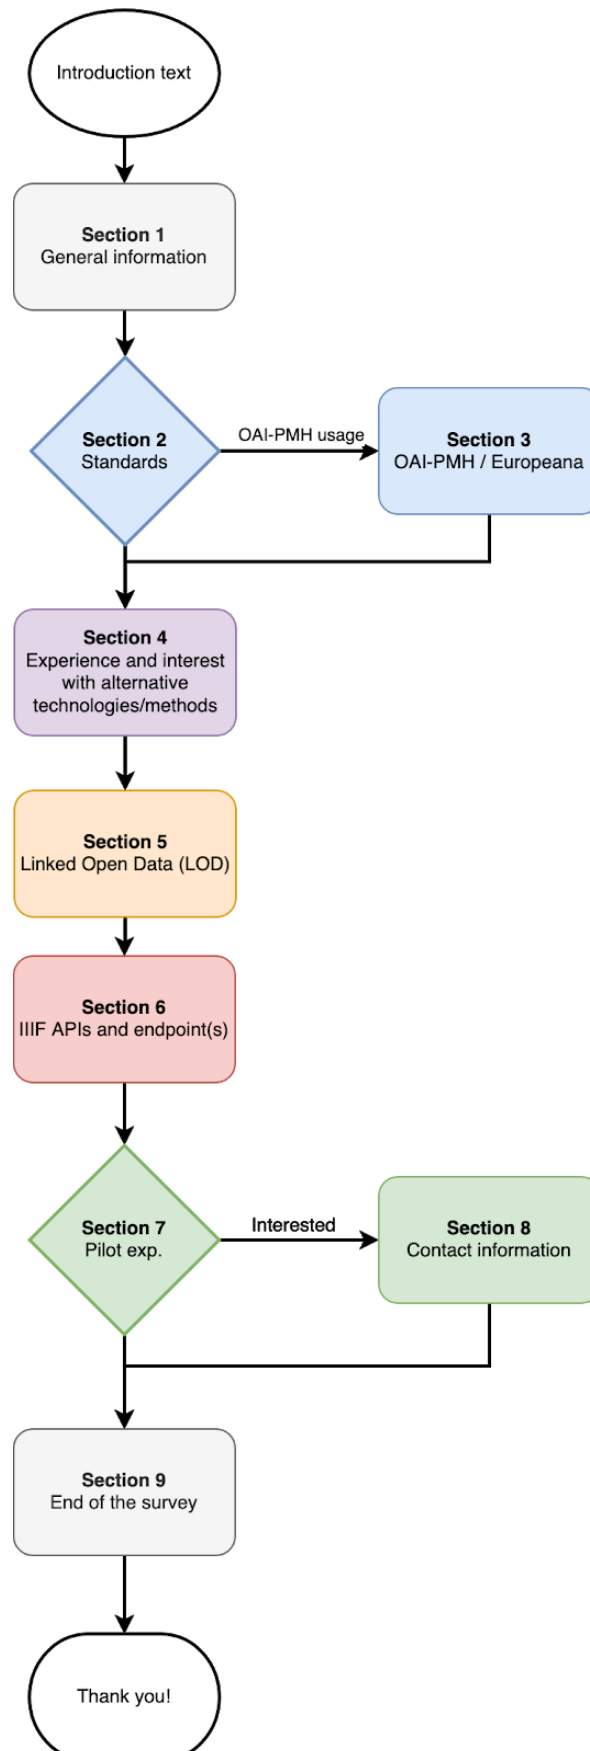 Introduction text
Section 1
General information
Section 2
Standards
OAI-PMH usage
Section 3
OAI-PMH / Europeana
Section 4
Experience and interest
with alternative
technologies/methods
Section 5
Linked Open Data (LOD)
Section 6
IIIF APIs and endpoint(s)
Section 7
Pilot exp.
Interested
Section 8
Contact information
Section 9
End of the survey
Thank you!